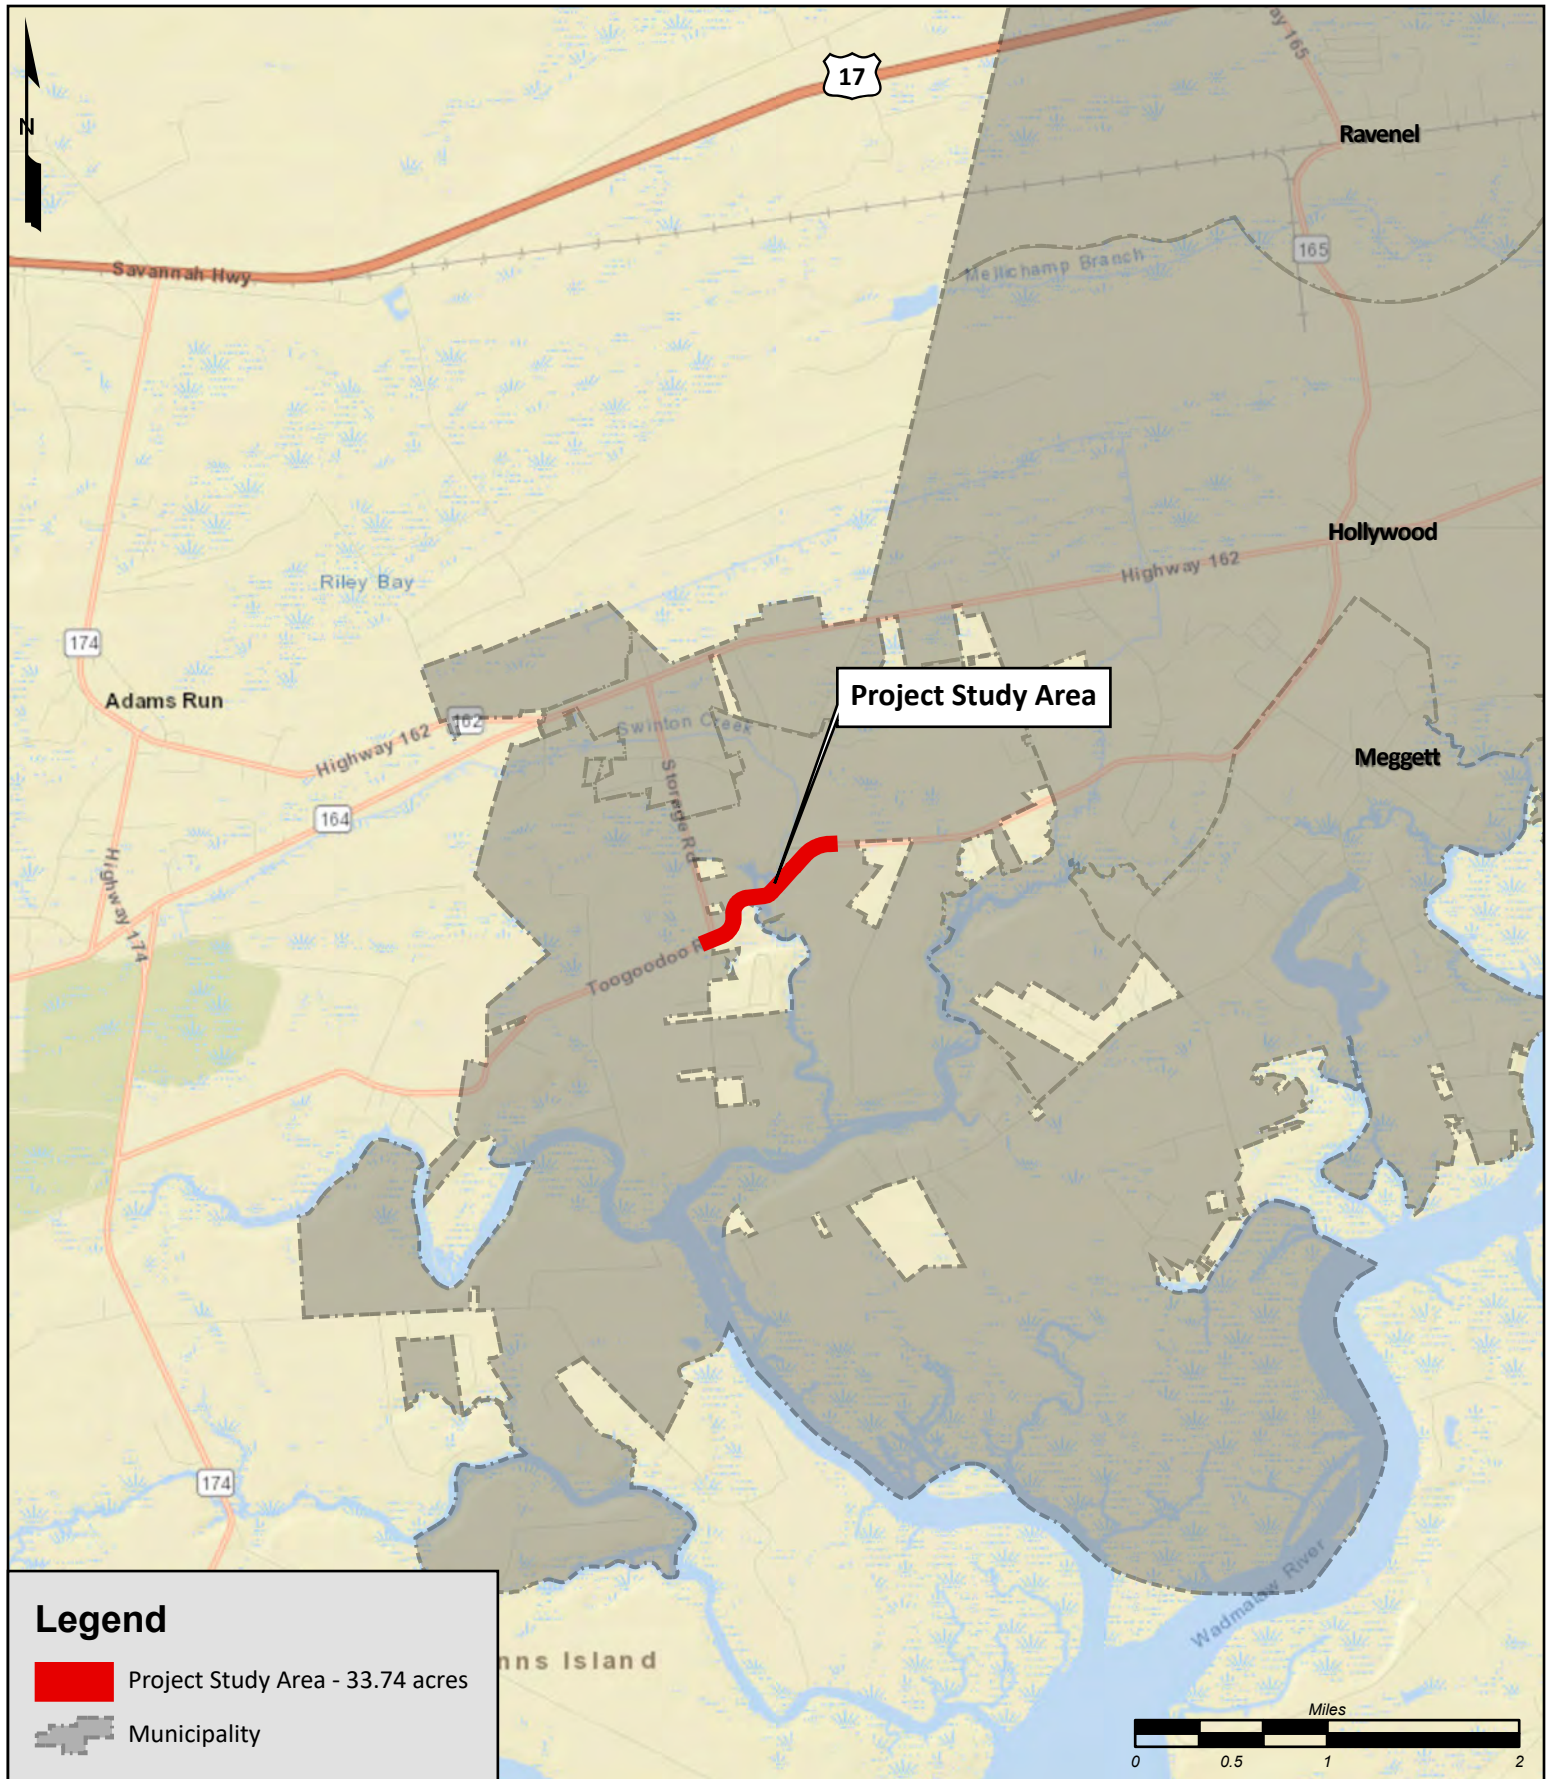 N
17
ay 165
Ravenel
Savannah Hwy
165
Mellichamp Branch
Hollywood
Highway 162
Riley Bay
174
Adams Run
Project Study Area
162
Swinton Creek
Highway 162
Meggett
Storage Rd
164
Highway 174
Toogoodoo R
174
Wadmalaw River
nns Island
Legend
Project Study Area - 33.74 acres
Municipality
Miles
0 0.5 1 2